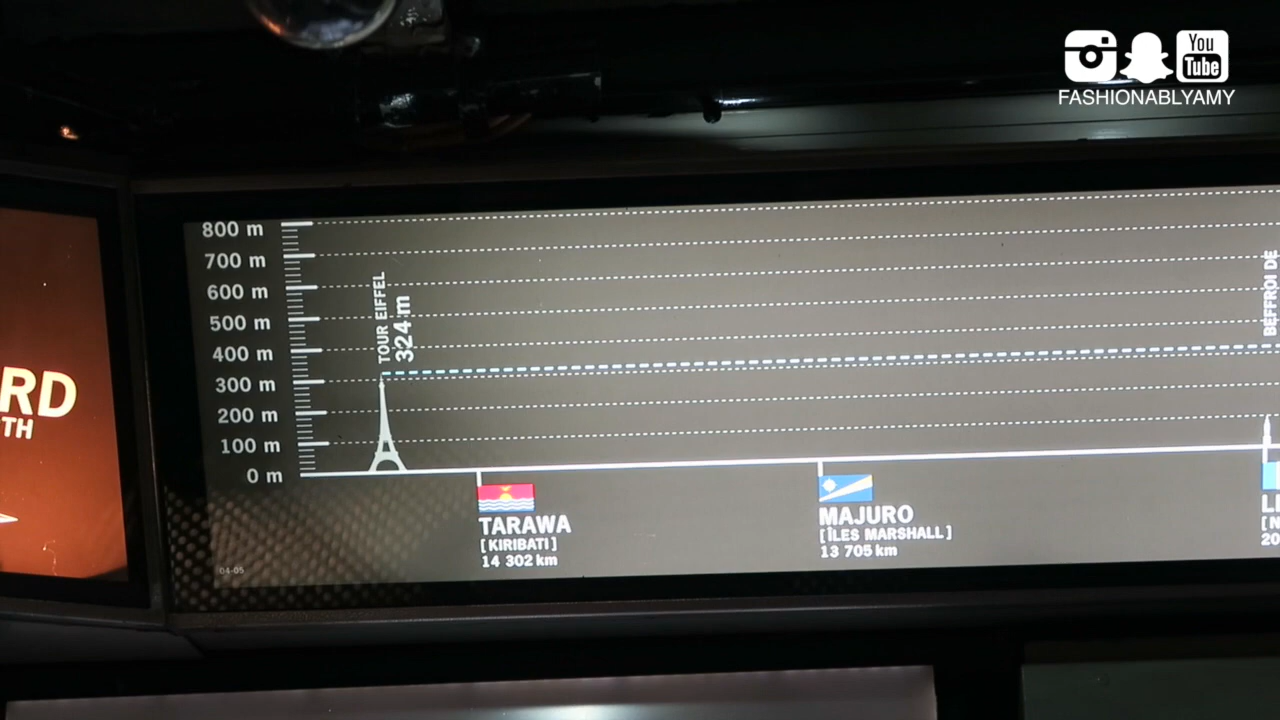 You
Tube
FASHIONABLYAMY
RD
TH
800 m
700 m
600 m
500 m
400 m
300 m
200 m
100 m
0 m
TOUR EIFFEL
324 m
BEFFROI DE
TARAWA
[KIRIBATI]
14 302 km
MAJURO
[ÎLES MARSHALL]
13 705 km
04-05